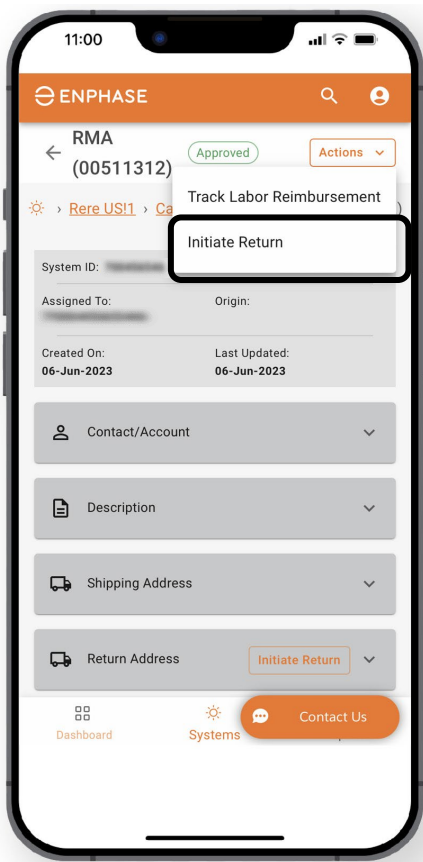 11:00
ENPHASE
RMA
(00511312)
Approved
Actions
Track Labor Reimbursement
Rere US!1
Ca
)
Initiate Return
System ID:
Assigned To:
Origin:
Created On:
Last Updated:
06-Jun-2023
06-Jun-2023
Contact/Account
Description
Shipping Address
Return Address
Initiate Return
Contact Us
Dashboard
Systems